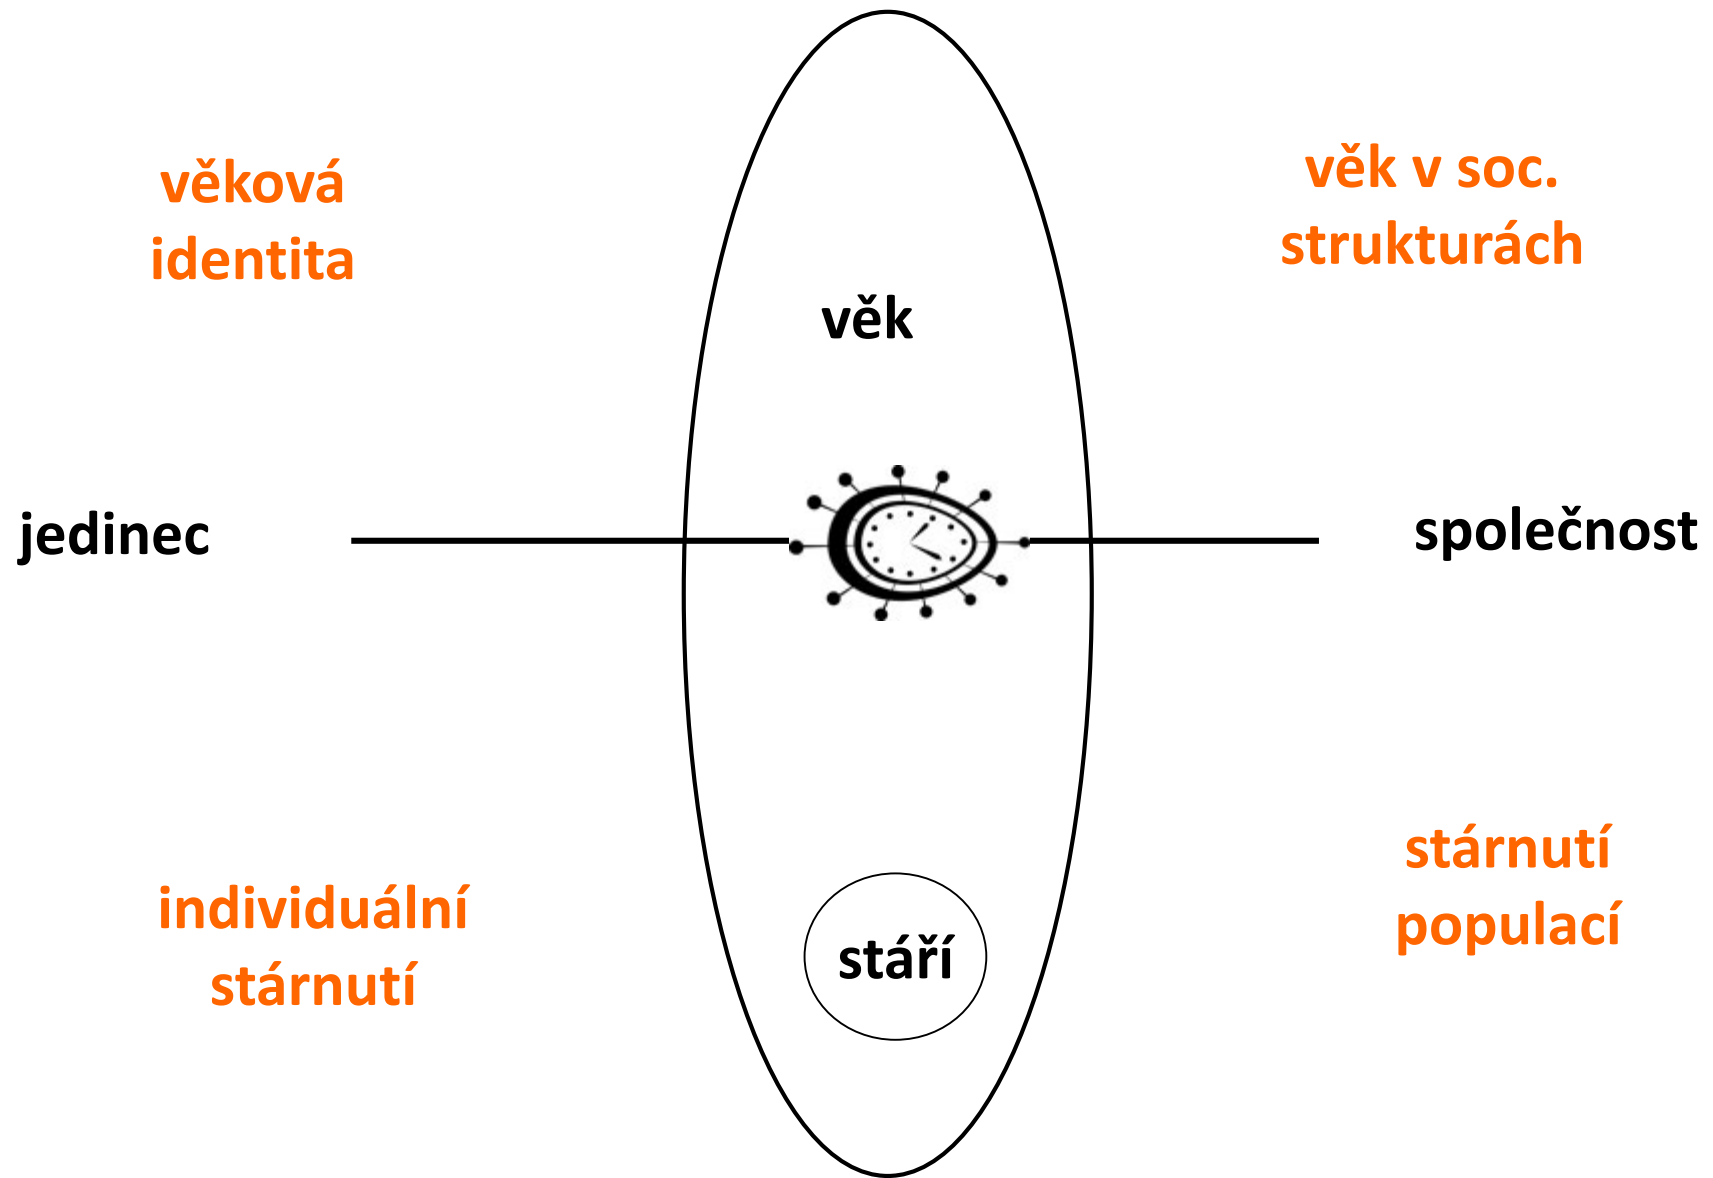 věková
identita
věk v soc.
strukturách
věk
jedinec
společnost
individuální
stárnutí
stáří
stárnutí
populací